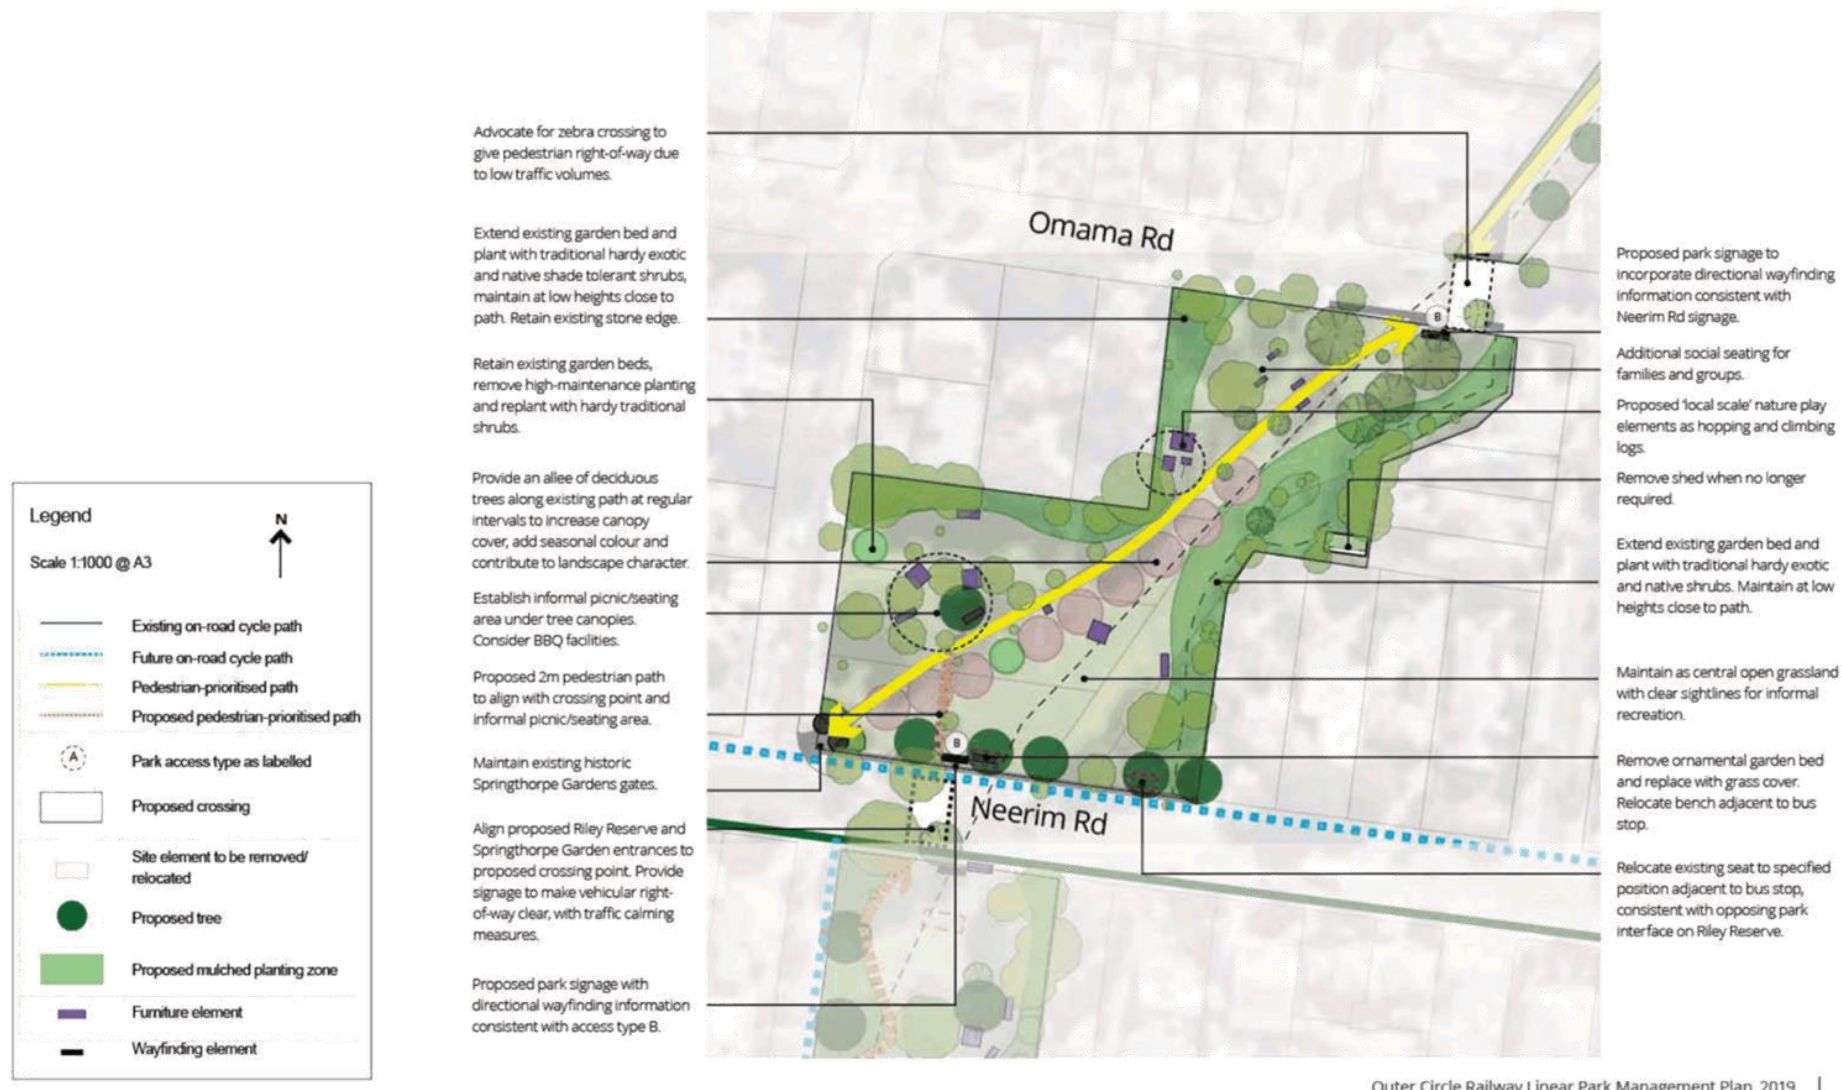 Advocate for zebra crossing to
give pedestrian right-of-way due
to low traffic volumes.
Extend existing garden bed and
plant with traditional hardy exotic
and native shade tolerant shrubs,
maintain at low heights close to
path. Retain existing stone edge.
Retain existing garden beds,
remove high-maintenance planting
and replant with hardy traditional
shrubs.
Provide an allee of deciduous
trees along existing path at regular
intervals to increase canopy
cover, add seasonal colour and
contribute to landscape character.
Establish informal picnic/seating
area under tree canopies.
Consider BBQ facilities.
Proposed 2m pedestrian path
to align with crossing point and
informal picnic/seating area.
Maintain existing historic
Springthorpe Gardens gates.
Align proposed Riley Reserve and
Springthorpe Garden entrances to
proposed crossing point. Provide
signage to make vehicular right-
of-way clear, with traffic calming
measures.
Proposed park signage with
directional wayfinding information
consistent with access type B.
Legend
N
Scale 1:1000 @ A3
Existing on-road cycle path
Future on-road cycle path
Pedestrian-prioritised path
Proposed pedestrian-prioritised path
A
Park access type as labelled
Proposed crossing
Site element to be removed/
relocated
Proposed tree
Proposed mulched planting zone
Furniture element
Wayfinding element
Omama Rd
B
B
Neerim Rd
Proposed park signage to
incorporate directional wayfinding
information consistent with
Neerim Rd signage.
Additional social seating for
families and groups.
Proposed 'local scale' nature play
elements as hopping and climbing
logs.
Remove shed when no longer
required.
Extend existing garden bed and
plant with traditional hardy exotic
and native shrubs. Maintain at low
heights close to path.
Maintain as central open grassland
with clear sightlines for informal
recreation.
Remove ornamental garden bed
and replace with grass cover.
Relocate bench adjacent to bus
stop.
Relocate existing seat to specified
position adjacent to bus stop,
consistent with opposing park
interface on Riley Reserve.
Outer Circle Railway Linear Park Management Plan, 2019 |